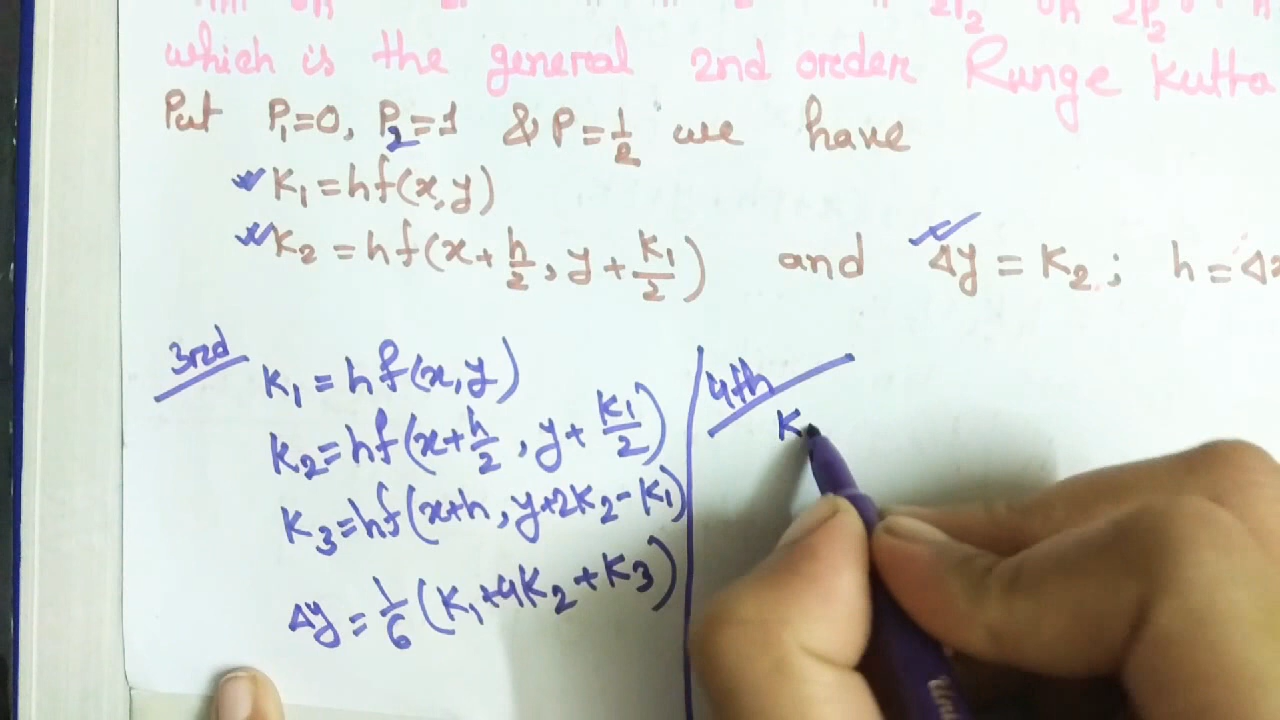 which is the general 2nd order Runge Kutta
Put P₁=0, P₂=1 & P=1/2 we have
K₁=hf(x,y)
K₂=hf(x+h/2, y+K₁/2) and Δy=K₂; h=Δx
3rd
K₁=hf(x,y)
K₂=hf(x+h/2, y+K₁/2)
K₃=hf(x+h, y+2K₂-K₁)
Δy=1/6(K₁+4K₂+K₃)
4th
K